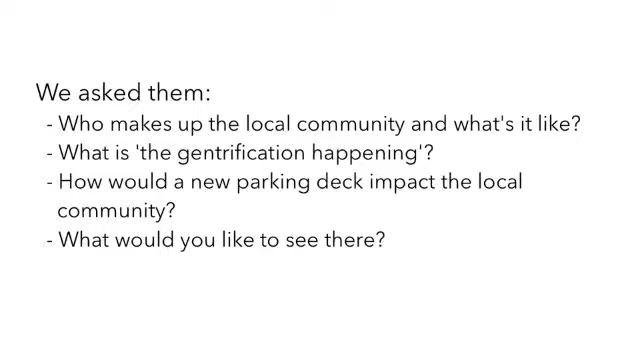 We asked them:
- Who makes up the local community and what's it like?
- What is 'the gentrification happening'?
- How would a new parking deck impact the local
community?
- What would you like to see there?